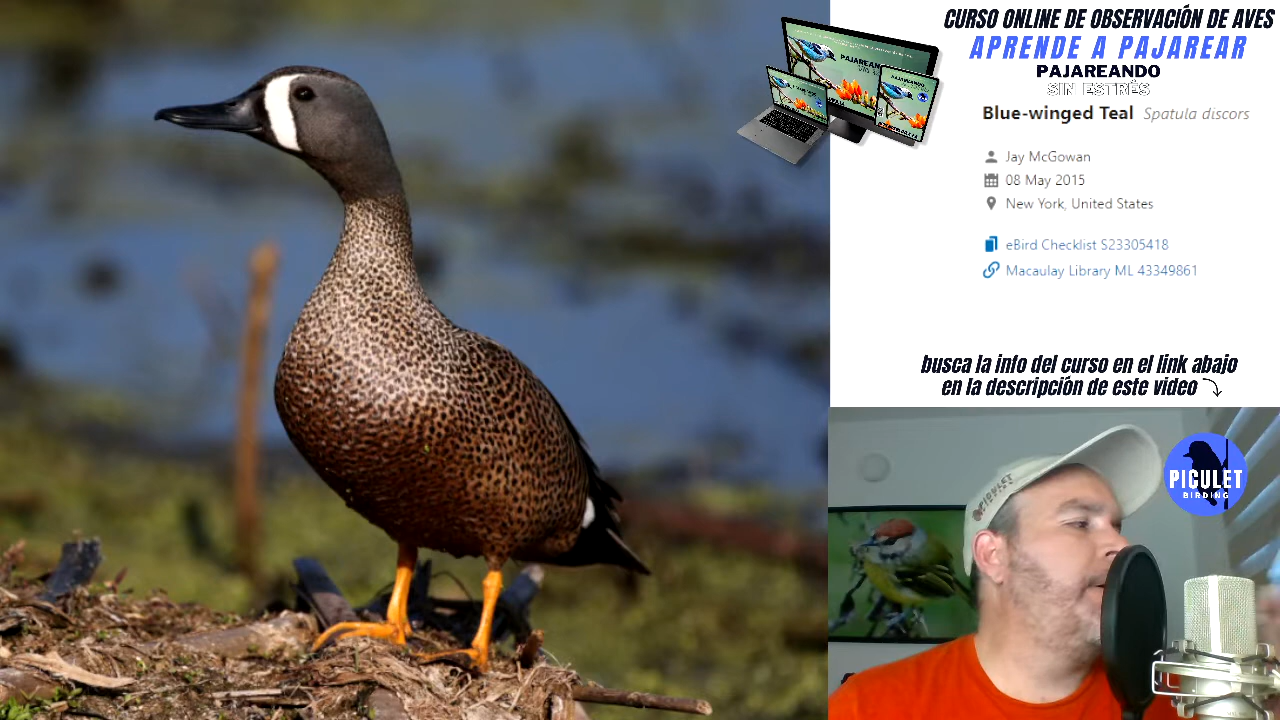 CURSO ONLINE DE OBSERVACIÓN DE AVES
APRENDE A PAJAREAR
PAJAREANDO
SIN ESTRÉS
Blue-winged Teal Spatula discors
Jay McGowan
08 May 2015
New York, United States
eBird Checklist S23305418
Macaulay Library ML 43349861
busca la info del curso en el link abajo
en la descripción de este video
PICULET
BIRDING
PICULET